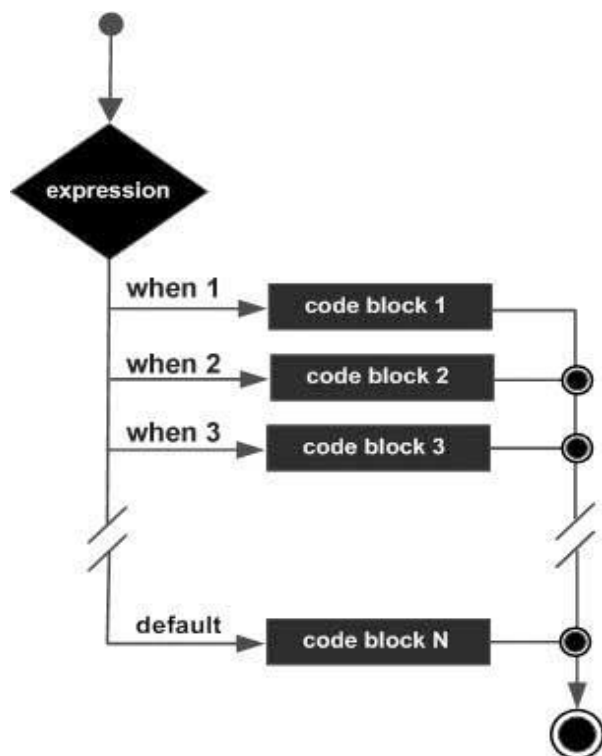 expression
when 1
code block 1
when 2
code block 2
when 3
code block 3
default
code block N